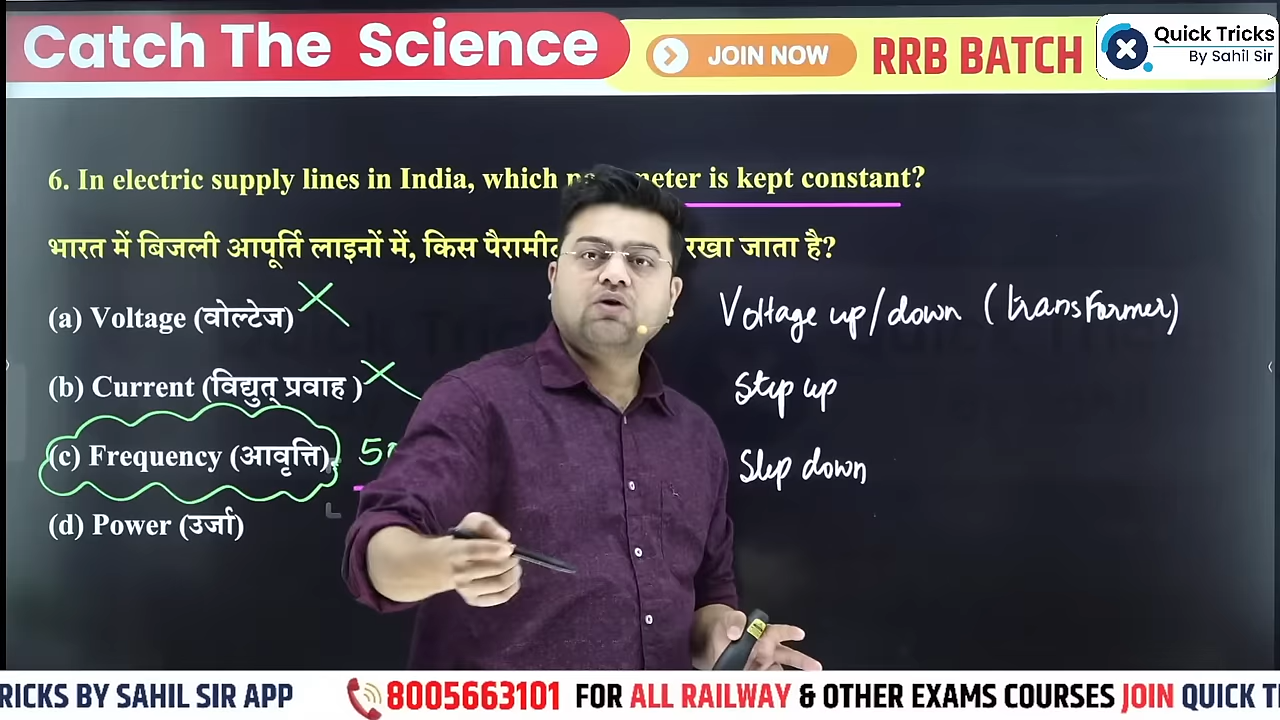 Catch The Science
JOIN NOW
RRB BATCH
Quick Tricks
By Sahil Sir
6. In electric supply lines in India, which is kept constant?
भारत में बिजली आपूर्ति लाइनों में, किस रखा जाता है?
(a) Voltage (वोल्टेज)
(b) Current (विद्युत् प्रवाह )
(c) Frequency (आवृत्ति)
(d) Power (उर्जा)
Voltage up/down (transformer)
Step up
Step down
TRICKS BY SAHIL SIR APP 8005663101 FOR ALL RAILWAY & OTHER EXAMS COURSES JOIN QUICK